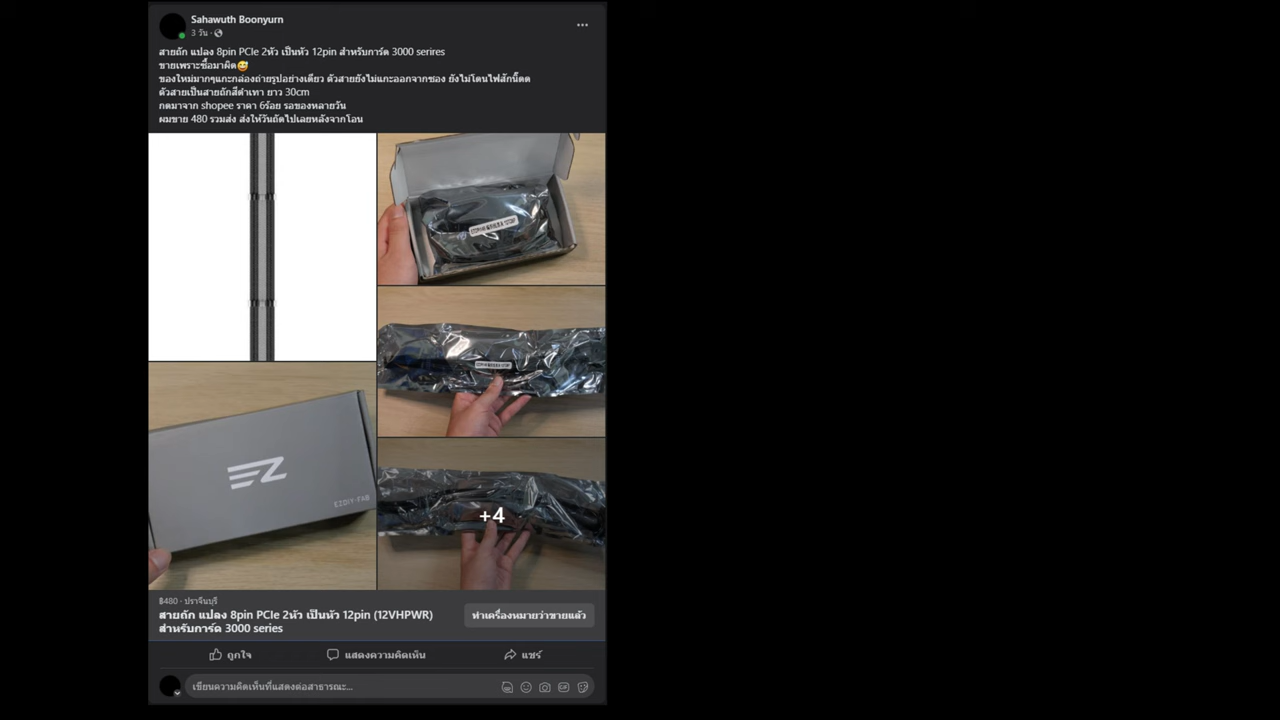 Sahawuth Boonyurn
3 วัน ·
สายถัก แปลง 8pin PCIe 2หัว เป็นหัว 12pin สำหรับการ์ด 3000 serires
ขายเพราะซื้อมาผิด😅
ของใหม่มากๆแกะกล่องถ่ายรูปอย่างเดียว ตัวสายยังไม่แกะออกจากซอง ยังไม่โดนไฟสักนี้ดด
ตัวสายเป็นสายถักสีดำเทา ยาว 30cm
กดมาจาก shopee ราคา 6ร้อย รอของหลายวัน
ผมขาย 480 รวมส่ง ส่งให้วันถัดไปเลยหลังจากโอน
EZ
EZDIY-FAB
+4
฿480 · ปราจีนบุรี
สายถัก แปลง 8pin PCIe 2หัว เป็นหัว 12pin (12VHPWR)
สำหรับการ์ด 3000 series
ทำเครื่องหมายว่าขายแล้ว
ถูกใจ
แสดงความคิดเห็น
แชร์
เขียนความคิดเห็นที่แสดงต่อสาธารณะ...